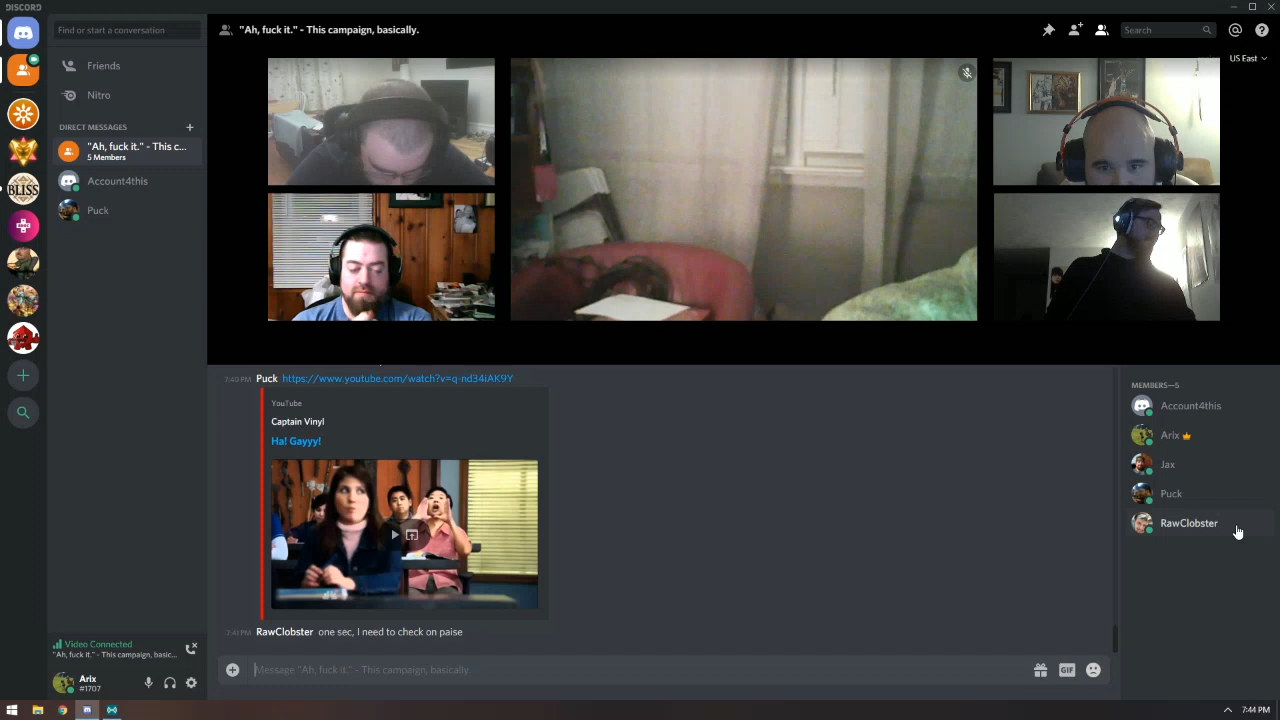 DISCORD
Find or start a conversation
Friends
Nitro
DIRECT MESSAGES
"Ah, fuck it." - This c...
5 Members
Account4this
Puck
BLISS
"Ah, fuck it." - This campaign, basically.
Search
US East
7:40 PM Puck https://www.youtube.com/watch?v=q-nd34iAK9Y
YouTube
Captain Vinyl
Ha! Gayyy!
7:41 PM RawClobster one sec, I need to check on paise
Message "Ah, fuck it." - This campaign, basically.
GIF
MEMBERS—5
Account4this
Arix
Jax
Puck
RawClobster
Video Connected
"Ah, fuck it." - This campaign, basic...
Arix
#1707
7:44 PM